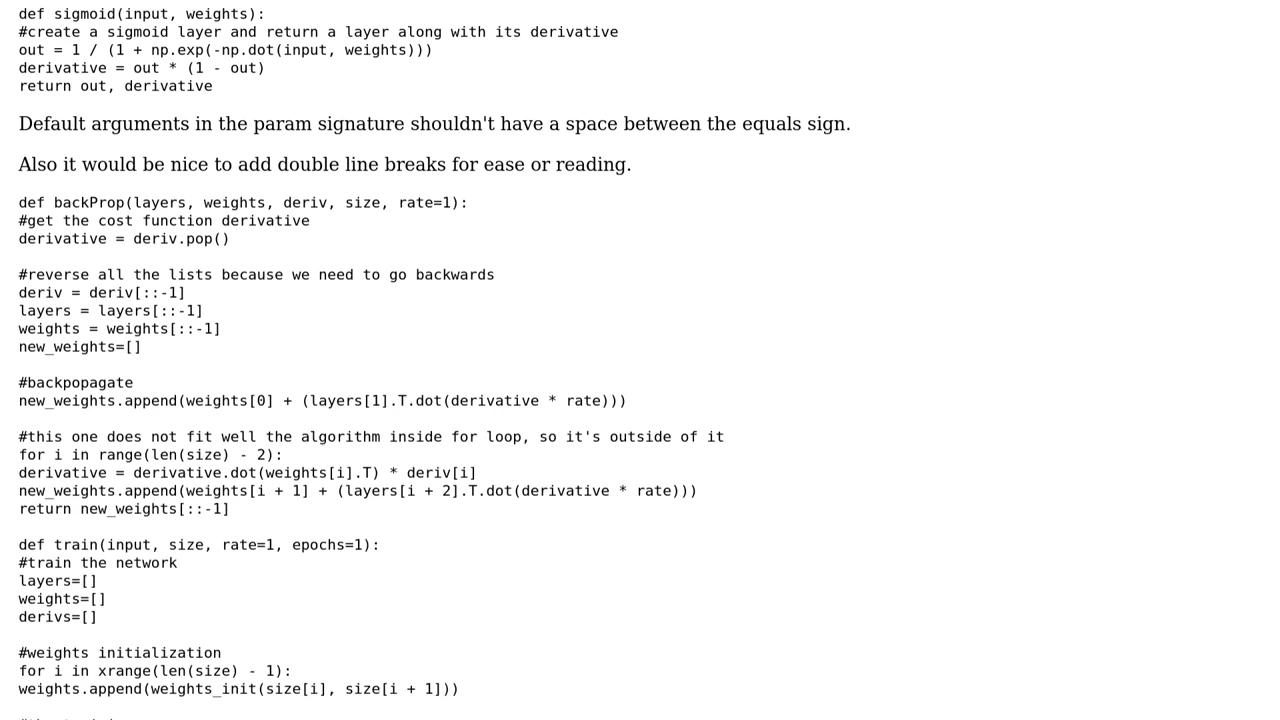 def sigmoid(input, weights):
#create a sigmoid layer and return a layer along with its derivative
out = 1 / (1 + np.exp(-np.dot(input, weights)))
derivative = out * (1 - out)
return out, derivative
Default arguments in the param signature shouldn't have a space between the equals sign.
Also it would be nice to add double line breaks for ease or reading.
def backProp(layers, weights, deriv, size, rate=1):
#get the cost function derivative
derivative = deriv.pop()
#reverse all the lists because we need to go backwards
deriv = deriv[::-1]
layers = layers[::-1]
weights = weights[::-1]
new_weights=[]
#backpopagate
new_weights.append(weights[0] + (layers[1].T.dot(derivative * rate)))
#this one does not fit well the algorithm inside for loop, so it's outside of it
for i in range(len(size) - 2):
derivative = derivative.dot(weights[i].T) * deriv[i]
new_weights.append(weights[i + 1] + (layers[i + 2].T.dot(derivative * rate)))
return new_weights[::-1]
def train(input, size, rate=1, epochs=1):
#train the network
layers=[]
weights=[]
derivs=[]
#weights initialization
for i in xrange(len(size) - 1):
weights.append(weights_init(size[i], size[i + 1]))